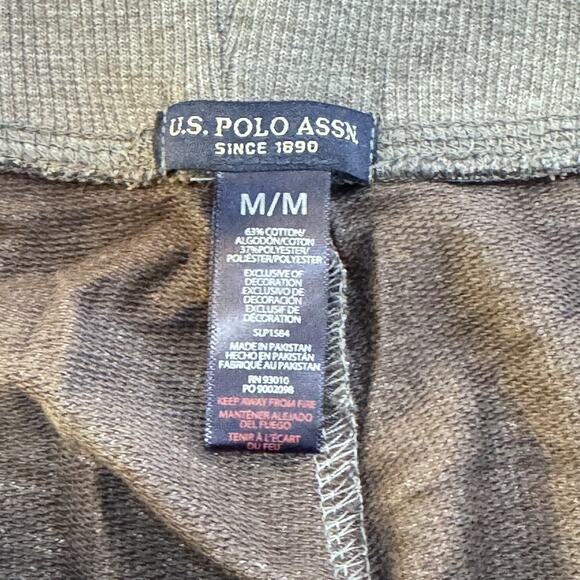 U.S. POLO ASSN.
SINCE 1890
M/M
63% COTTON/
ALGODÓN/COTON
37%POLYESTER/
POLIÉSTER/POLYESTER
EXCLUSIVE OF
DECORATION
EXCLUSIVO DE
DECORACIÓN
EXCLUSIF DE
DÉCORATION
SLP1584
MADE IN PAKISTAN
HECHO EN PAKISTÁN
FABRIQUÉ AU PAKISTAN
RN 93010
PO 9002098
KEEP AWAY FROM FIRE
MANTENER ALEJADO
DEL FUEGO
TENIR À L'ÉCART
DU FEU